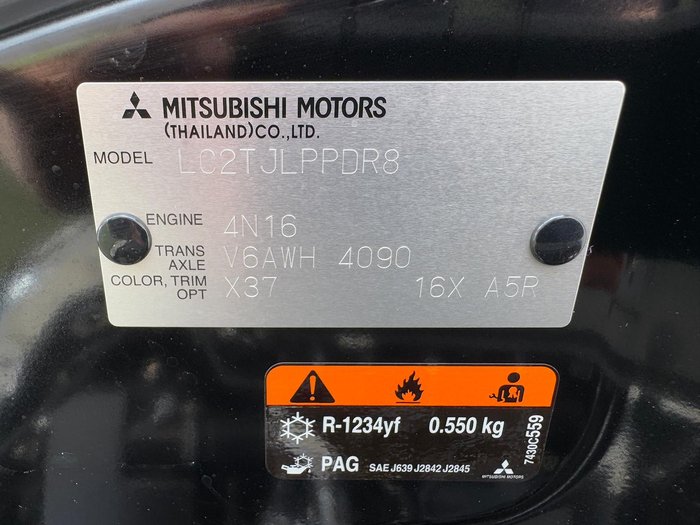 MITSUBISHI MOTORS
(THAILAND)CO.,LTD.
MODEL LC2TJLPPDR8
ENGINE 4N16
TRANS AXLE V6AWH 4090
COLOR, TRIM OPT X37 16X A5R
R-1234yf 0.550 kg
PAG SAE J639 J2842 J2845
MITSUBISHI MOTORS
7430C559